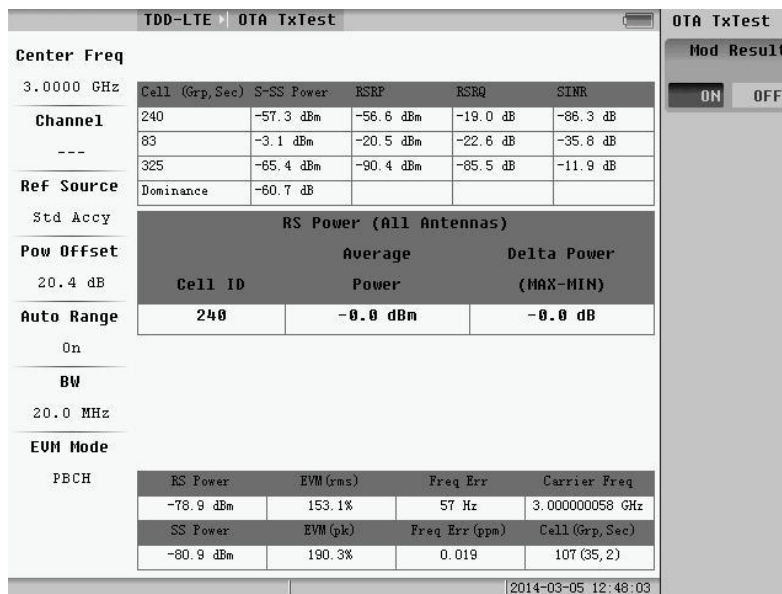 TDD-LTE OTA TxTest
OTA TxTest
Mod Result
ON OFF
Center Freq
3.0000 GHz
Channel
---
Ref Source
Std Accy
Pow Offset
20.4 dB
Auto Range
On
BW
20.0 MHz
EVM Mode
PBCH
Cell (Grp,Sec) S-SS Power RSRP RSRQ SINR
240 -57.3 dBm -56.6 dBm -19.0 dB -86.3 dB
83 -3.1 dBm -20.5 dBm -22.6 dB -35.8 dB
325 -65.4 dBm -90.4 dBm -85.5 dB -11.9 dB
Dominance -60.7 dB
RS Power (All Antennas)
Average Delta Power
Cell ID Power (MAX-MIN)
240 -0.0 dBm -0.0 dB
RS Power EVM(rms) Freq Err Carrier Freq
-78.9 dBm 153.1% 57 Hz 3.000000058 GHz
SS Power EVM(pk) Freq Err(ppm) Cell(Grp,Sec)
-80.9 dBm 190.3% 0.019 107(35,2)
2014-03-05 12:48:03